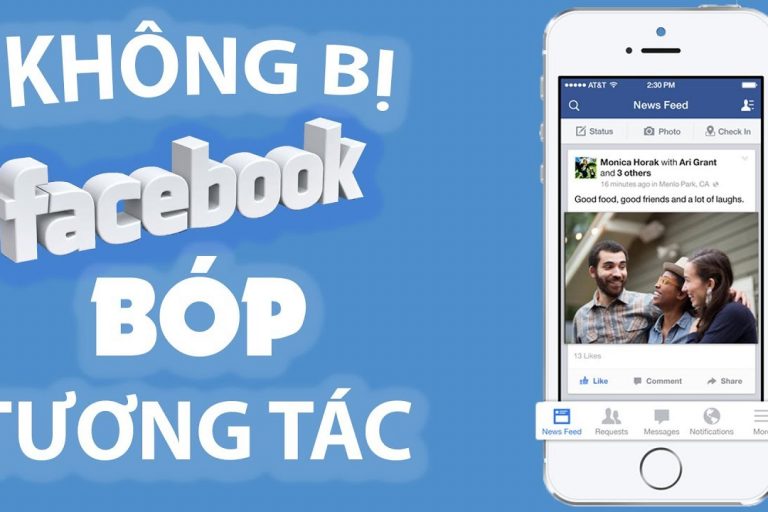 KHÔNG BỊ
facebook
BÓP
TƯƠNG TÁC
AT&T 2:30 PM
News Feed
Status Photo Check In
Monica Horak with Ari Grant
and 3 others
16 minutes ago in Menlo Park, CA
Good food, good friends and a lot of laughs.
13 Likes
Like Comment Share
News Feed Requests Messages Notifications More